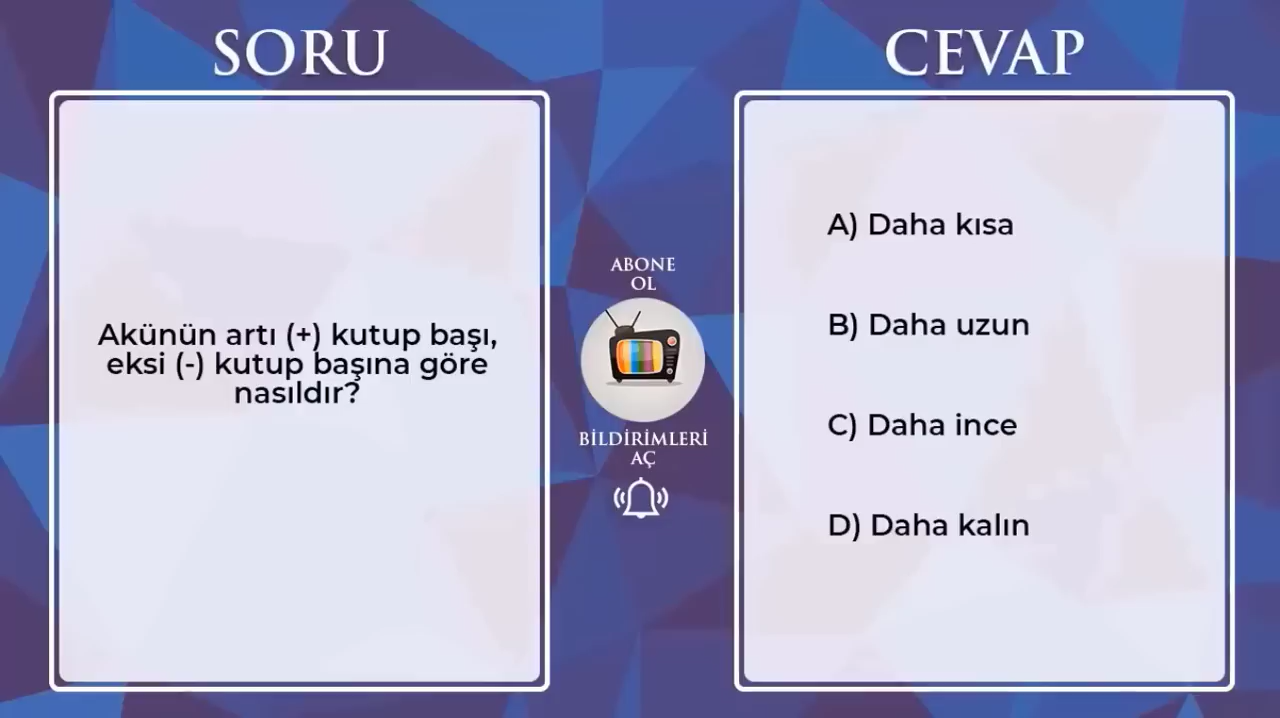 SORU
Akünün artı (+) kutup başı,
eksi (-) kutup başına göre
nasıldır?
ABONE
OL
BİLDİRİMLERİ
AÇ
CEVAP
A) Daha kısa
B) Daha uzun
C) Daha ince
D) Daha kalın